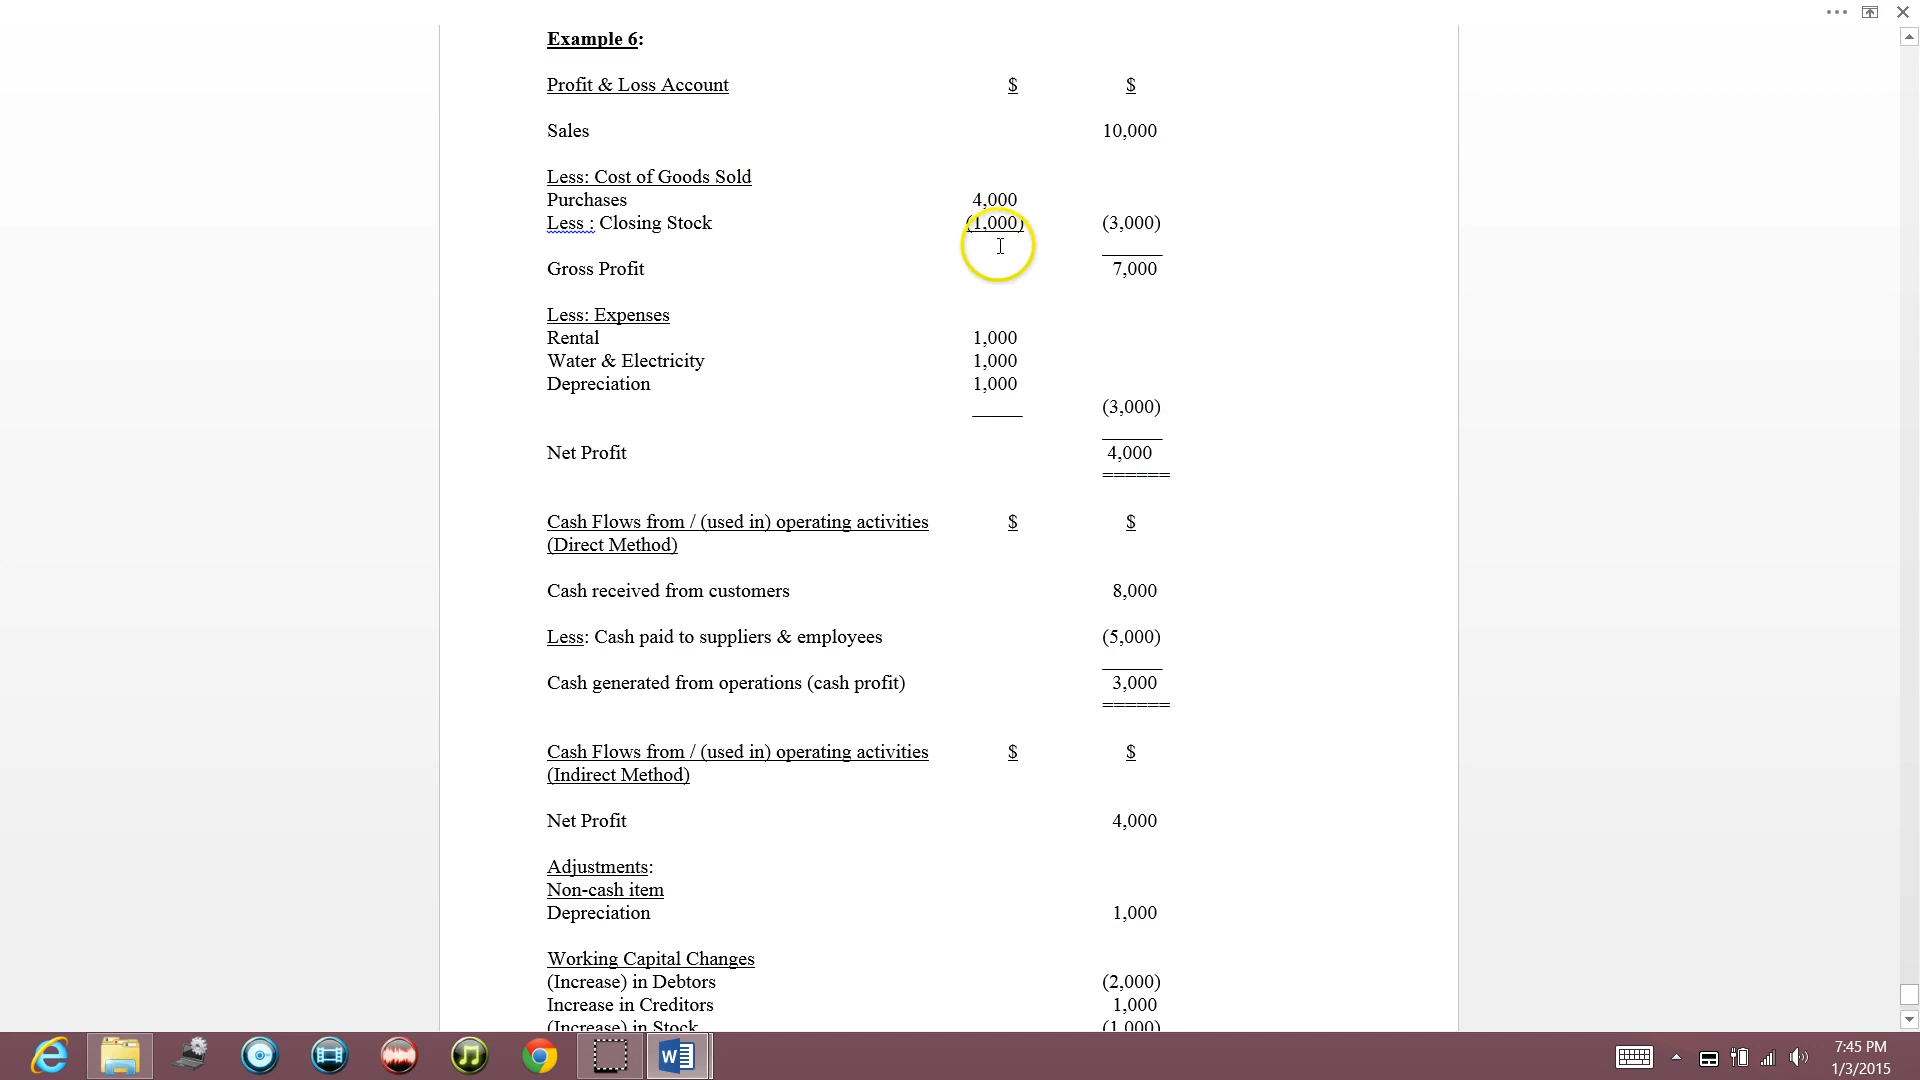 Example 6:
Profit & Loss Account $ $
Sales 10,000
Less: Cost of Goods Sold
Purchases 4,000
Less : Closing Stock (1,000) (3,000)
Gross Profit 7,000
Less: Expenses
Rental 1,000
Water & Electricity 1,000
Depreciation 1,000
(3,000)
Net Profit 4,000
======
Cash Flows from / (used in) operating activities $ $
(Direct Method)
Cash received from customers 8,000
Less: Cash paid to suppliers & employees (5,000)
Cash generated from operations (cash profit) 3,000
======
Cash Flows from / (used in) operating activities $ $
(Indirect Method)
Net Profit 4,000
Adjustments:
Non-cash item
Depreciation 1,000
Working Capital Changes
(Increase) in Debtors (2,000)
Increase in Creditors 1,000
(Increase) in Stock (1,000)
7:45 PM
1/3/2015